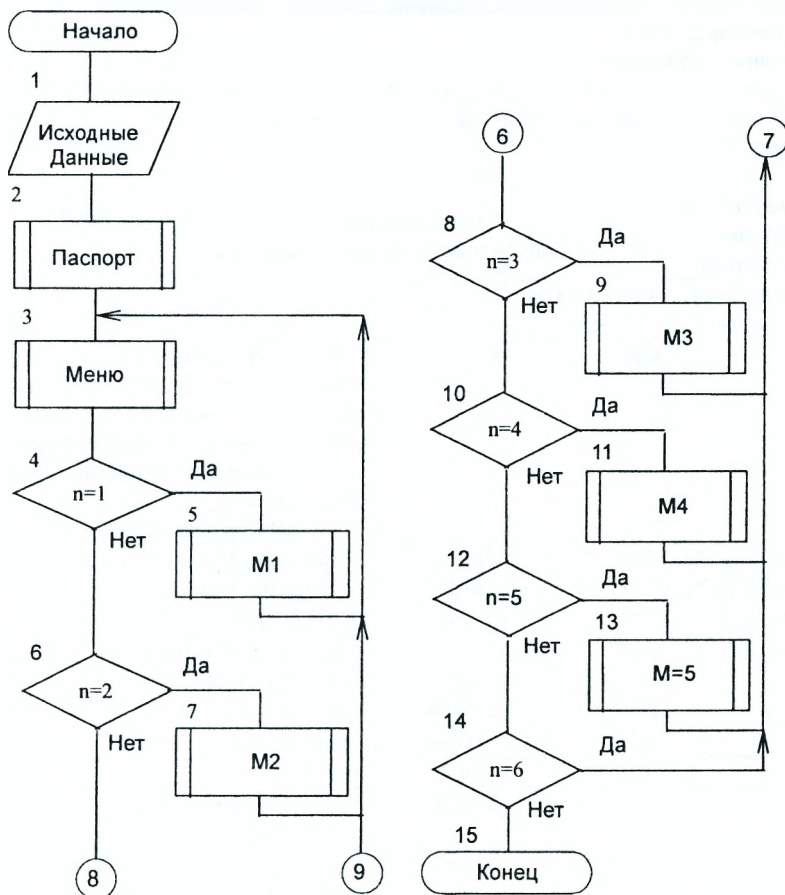 Начало
1
Исходные
Данные
2
Паспорт
3
Меню
4
n=1
Да
Нет
5
М1
6
n=2
Да
Нет
7
М2
8
9
6
7
8
n=3
Да
Нет
9
М3
10
n=4
Да
Нет
11
М4
12
n=5
Да
Нет
13
М=5
14
n=6
Да
Нет
15
Конец